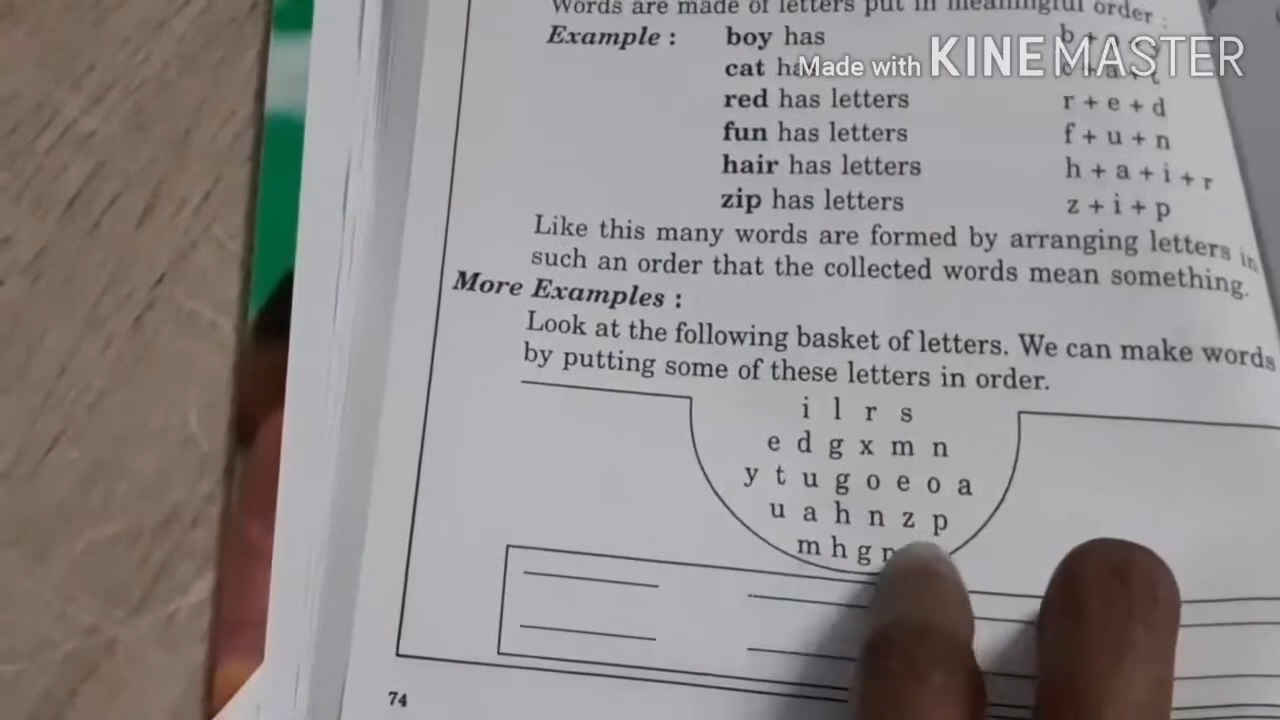 Words are made of letters put in meaningful order :
Example : boy has b +
cat
Made with KINEMASTER
red has letters r + e + d
fun has letters f + u + n
hair has letters h + a + i + r
zip has letters z + i + p
Like this many words are formed by arranging letters in
such an order that the collected words mean something.
More Examples :
Look at the following basket of letters. We can make words
by putting some of these letters in order.
i l r s
e d g x m n
y t u g o e o a
u a h n z p
m h g
74